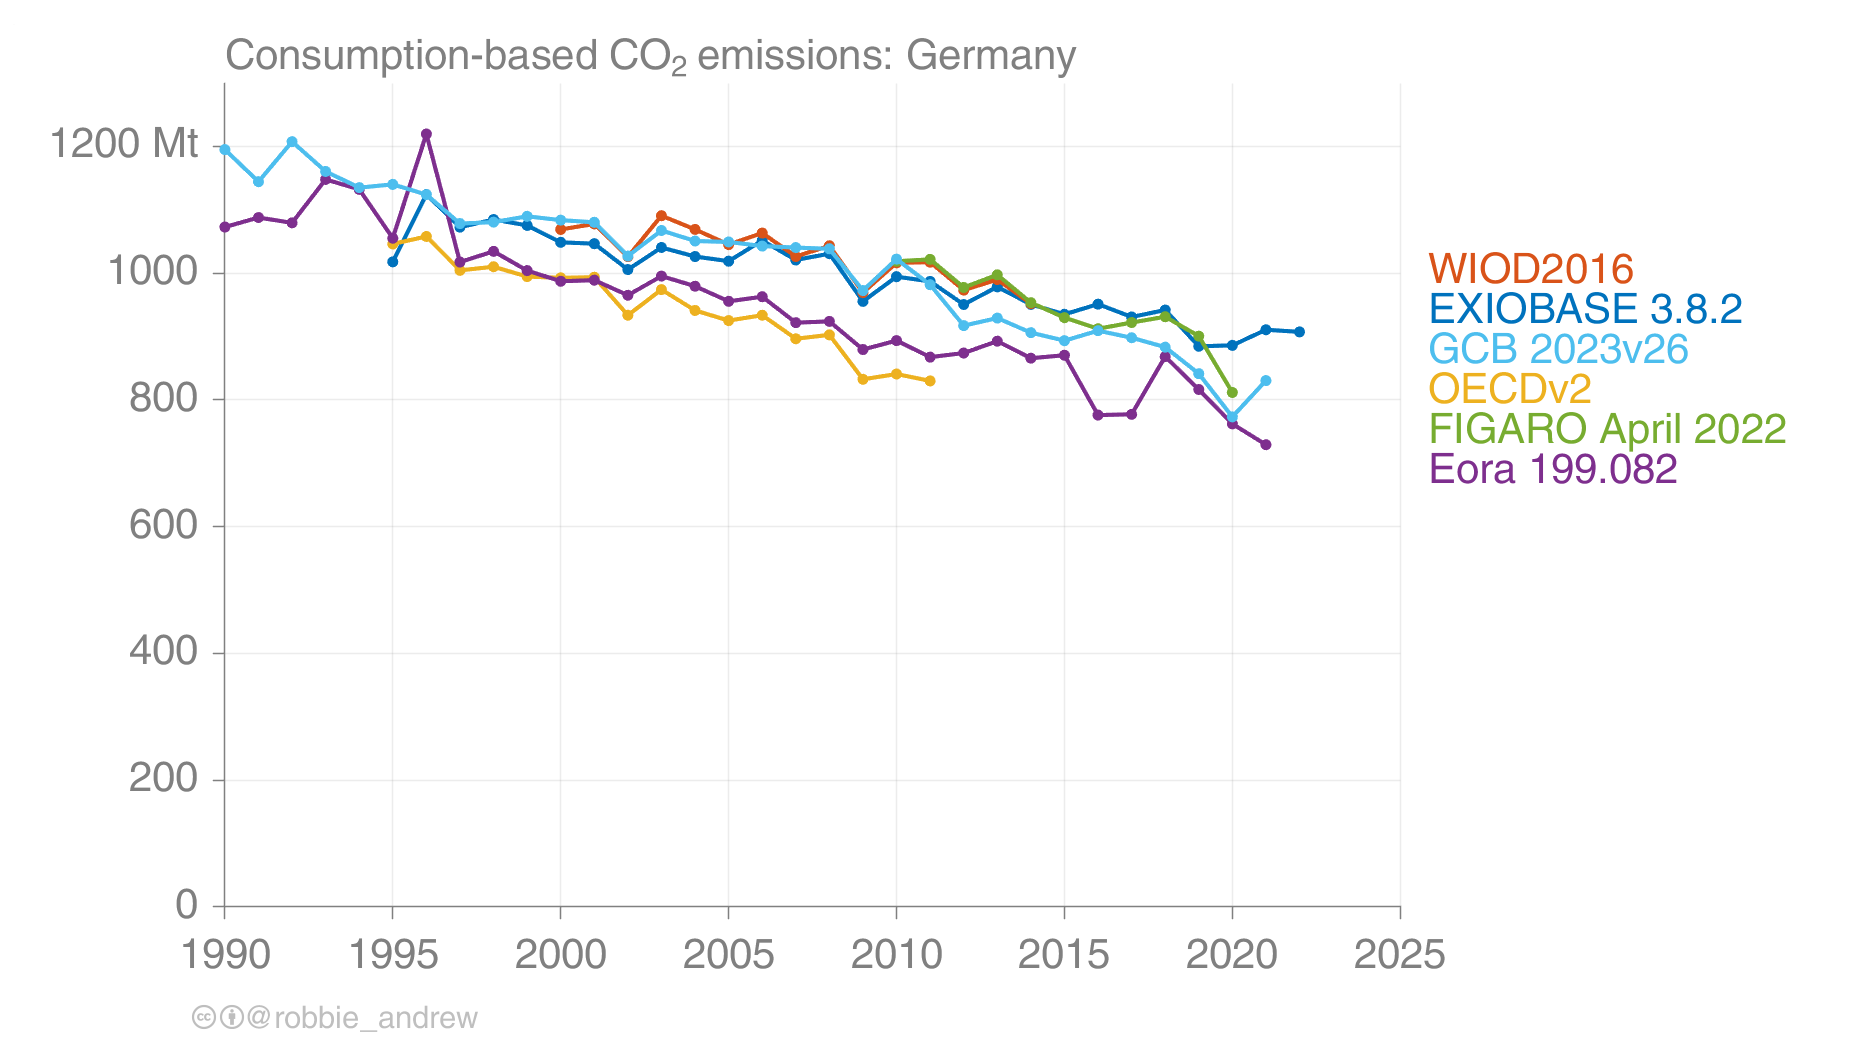 Consumption-based CO₂ emissions: Germany
1200 Mt
1000
800
600
400
200
0
1990 1995 2000 2005 2010 2015 2020 2025
WIOD2016
EXIOBASE 3.8.2
GCB 2023v26
OECDv2
FIGARO April 2022
Eora 199.082
cc @robbie_andrew